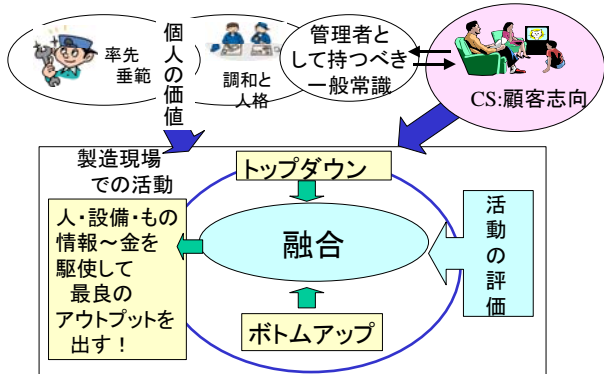 率先
垂範
個人の価値
調和と
人格
管理者と
して持つべき
一般常識
CS:顧客志向
製造現場
での活動
トップダウン
人・設備・もの
情報～金を
駆使して
最良の
アウトプットを
出す！
融合
活動の評価
ボトムアップ